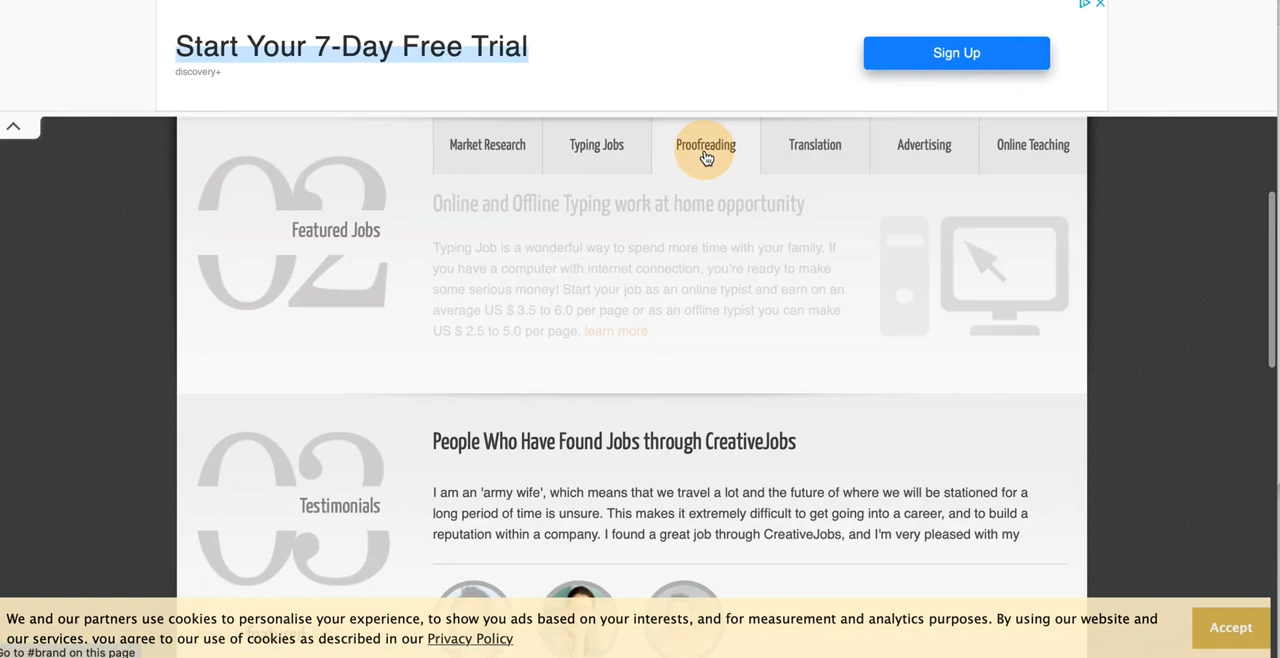 Start Your 7-Day Free Trial
Sign Up
discovery+
Market Research
Typing Jobs
Proofreading
Translation
Advertising
Online Teaching
02
Featured Jobs
Online and Offline Typing work at home opportunity
Typing Job is a wonderful way to spend more time with your family. If
you have a computer with internet connection, you're ready to make
some serious money! Start your job as an online typist and earn on an
average US $ 3.5 to 6.0 per page or as an offline typist you can make
US $ 2.5 to 5.0 per page. learn more
03
Testimonials
People Who Have Found Jobs through CreativeJobs
I am an 'army wife', which means that we travel a lot and the future of where we will be stationed for a
long period of time is unsure. This makes it extremely difficult to get going into a career, and to build a
reputation within a company. I found a great job through CreativeJobs, and I'm very pleased with my
We and our partners use cookies to personalise your experience, to show you ads based on your interests, and for measurement and analytics purposes. By using our website and
our services, you agree to our use of cookies as described in our Privacy Policy
Accept
Go to #brand on this page